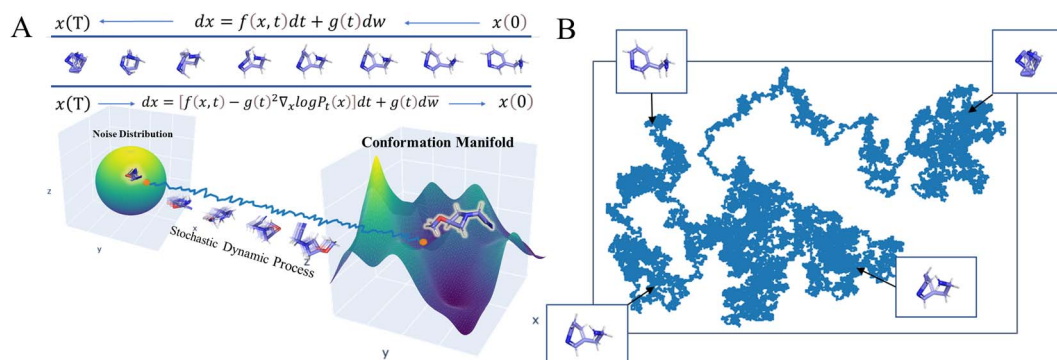 A
x(T) dx = f(x, t)dt + g(t)dw x(0)
x(T) dx = [f(x, t) − g(t)²∇ₓlogPₜ(x)]dt + g(t)dw̅ x(0)
Noise Distribution
Conformation Manifold
z
y
x
Stochastic Dynamic Process
z
y
x
B